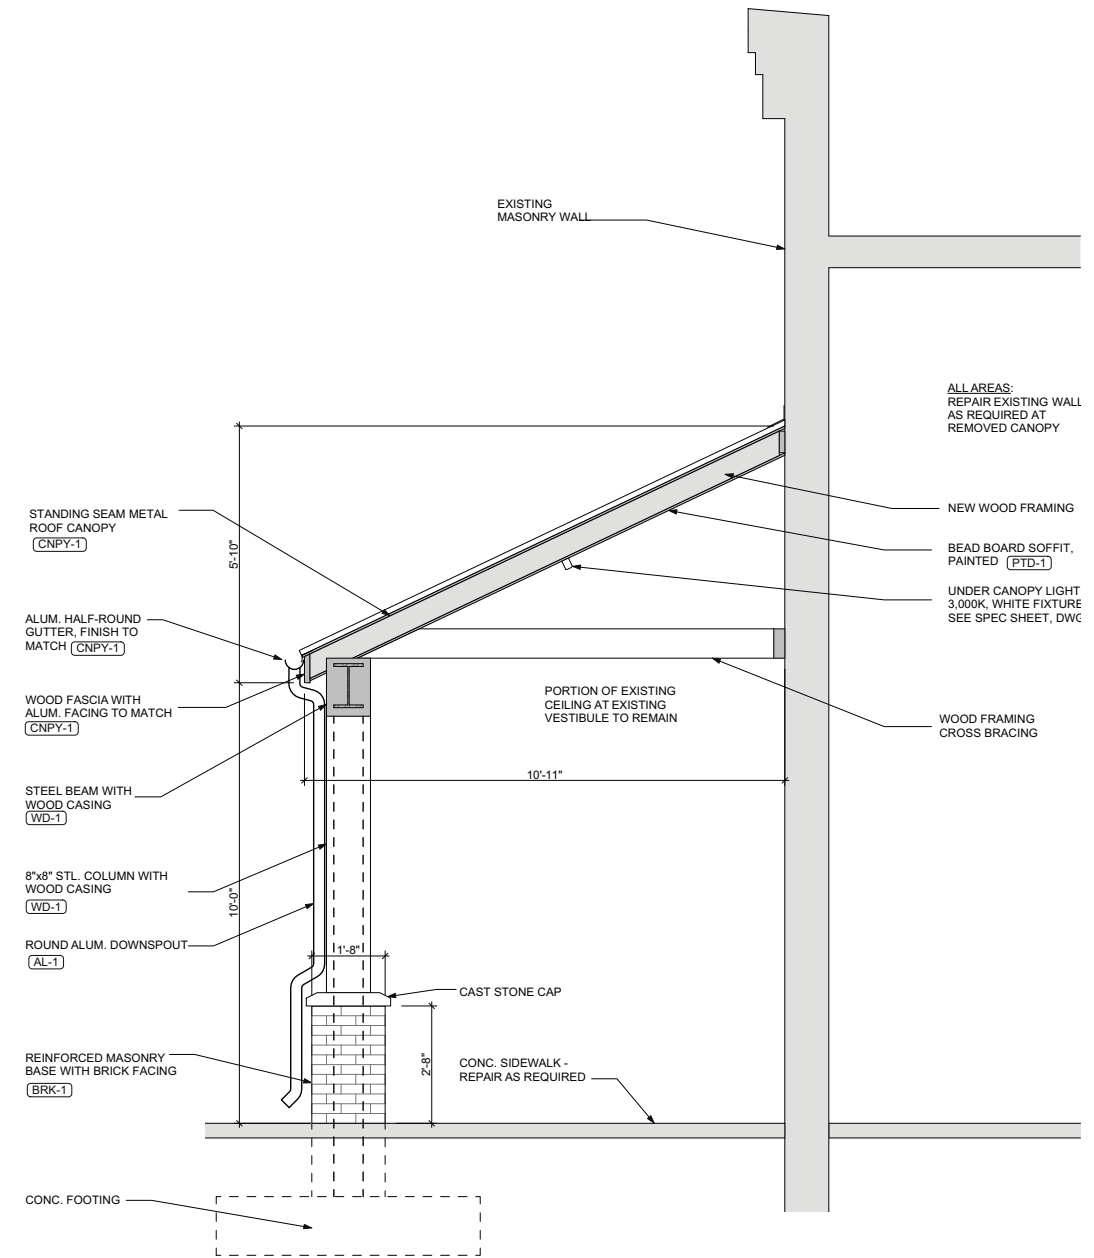 EXISTING
MASONRY WALL
ALL AREAS:
REPAIR EXISTING WALL
AS REQUIRED AT
REMOVED CANOPY
STANDING SEAM METAL
ROOF CANOPY
CNPY-1
5'-10"
NEW WOOD FRAMING
BEAD BOARD SOFFIT,
PAINTED PTD-1
UNDER CANOPY LIGHT
3,000K, WHITE FIXTURE
SEE SPEC SHEET, DWG
ALUM. HALF-ROUND
GUTTER, FINISH TO
MATCH CNPY-1
WOOD FASCIA WITH
ALUM. FACING TO MATCH
CNPY-1
PORTION OF EXISTING
CEILING AT EXISTING
VESTIBULE TO REMAIN
WOOD FRAMING
CROSS BRACING
10'-11"
STEEL BEAM WITH
WOOD CASING
WD-1
8"x8" STL. COLUMN WITH
WOOD CASING
WD-1
10'-0"
ROUND ALUM. DOWNSPOUT
AL-1
1'-8"
CAST STONE CAP
REINFORCED MASONRY
BASE WITH BRICK FACING
BRK-1
2'-8"
CONC. SIDEWALK -
REPAIR AS REQUIRED
CONC. FOOTING